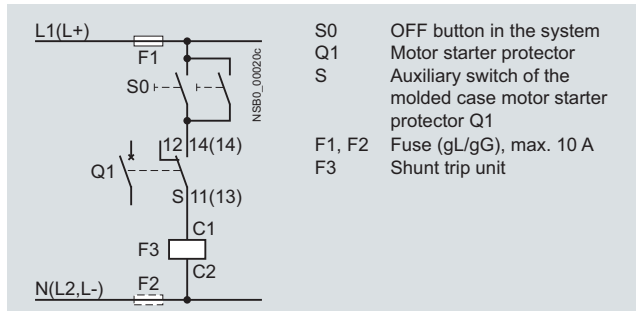 L1(L+)
F1
S0
NSB0_00020c
12 14(14)
Q1
S 11(13)
C1
F3
C2
N(L2,L-)
F2
S0 OFF button in the system
Q1 Motor starter protector
S Auxiliary switch of the
molded case motor starter
protector Q1
F1, F2 Fuse (gL/gG), max. 10 A
F3 Shunt trip unit